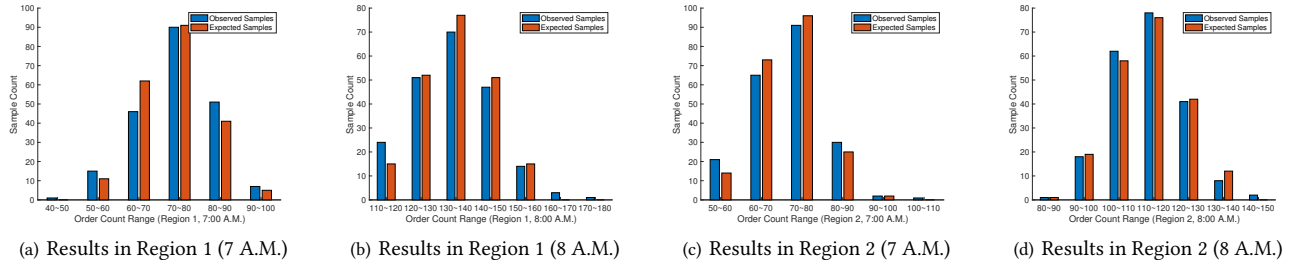 100
90
80
70
60
50
40
30
20
10
0
Sample Count
Observed Samples
Expected Samples
40~50 50~60 60~70 70~80 80~90 90~100
Order Count Range (Region 1, 7:00 A.M.)
(a) Results in Region 1 (7 A.M.)
80
70
60
50
40
30
20
10
0
Sample Count
Observed Samples
Expected Samples
110~120 120~130 130~140 140~150 150~160 160~170 170~180
Order Count Range (Region 1, 8:00 A.M.)
(b) Results in Region 1 (8 A.M.)
100
90
80
70
60
50
40
30
20
10
0
Sample Count
Observed Samples
Expected Samples
50~60 60~70 70~80 80~90 90~100 100~110
Order Count Range (Region 2, 7:00 A.M.)
(c) Results in Region 2 (7 A.M.)
80
70
60
50
40
30
20
10
0
Sample Count
Observed Samples
Expected Samples
80~90 90~100 100~110 110~120 120~130 130~140 140~150
Order Count Range (Region 2, 8:00 A.M.)
(d) Results in Region 2 (8 A.M.)